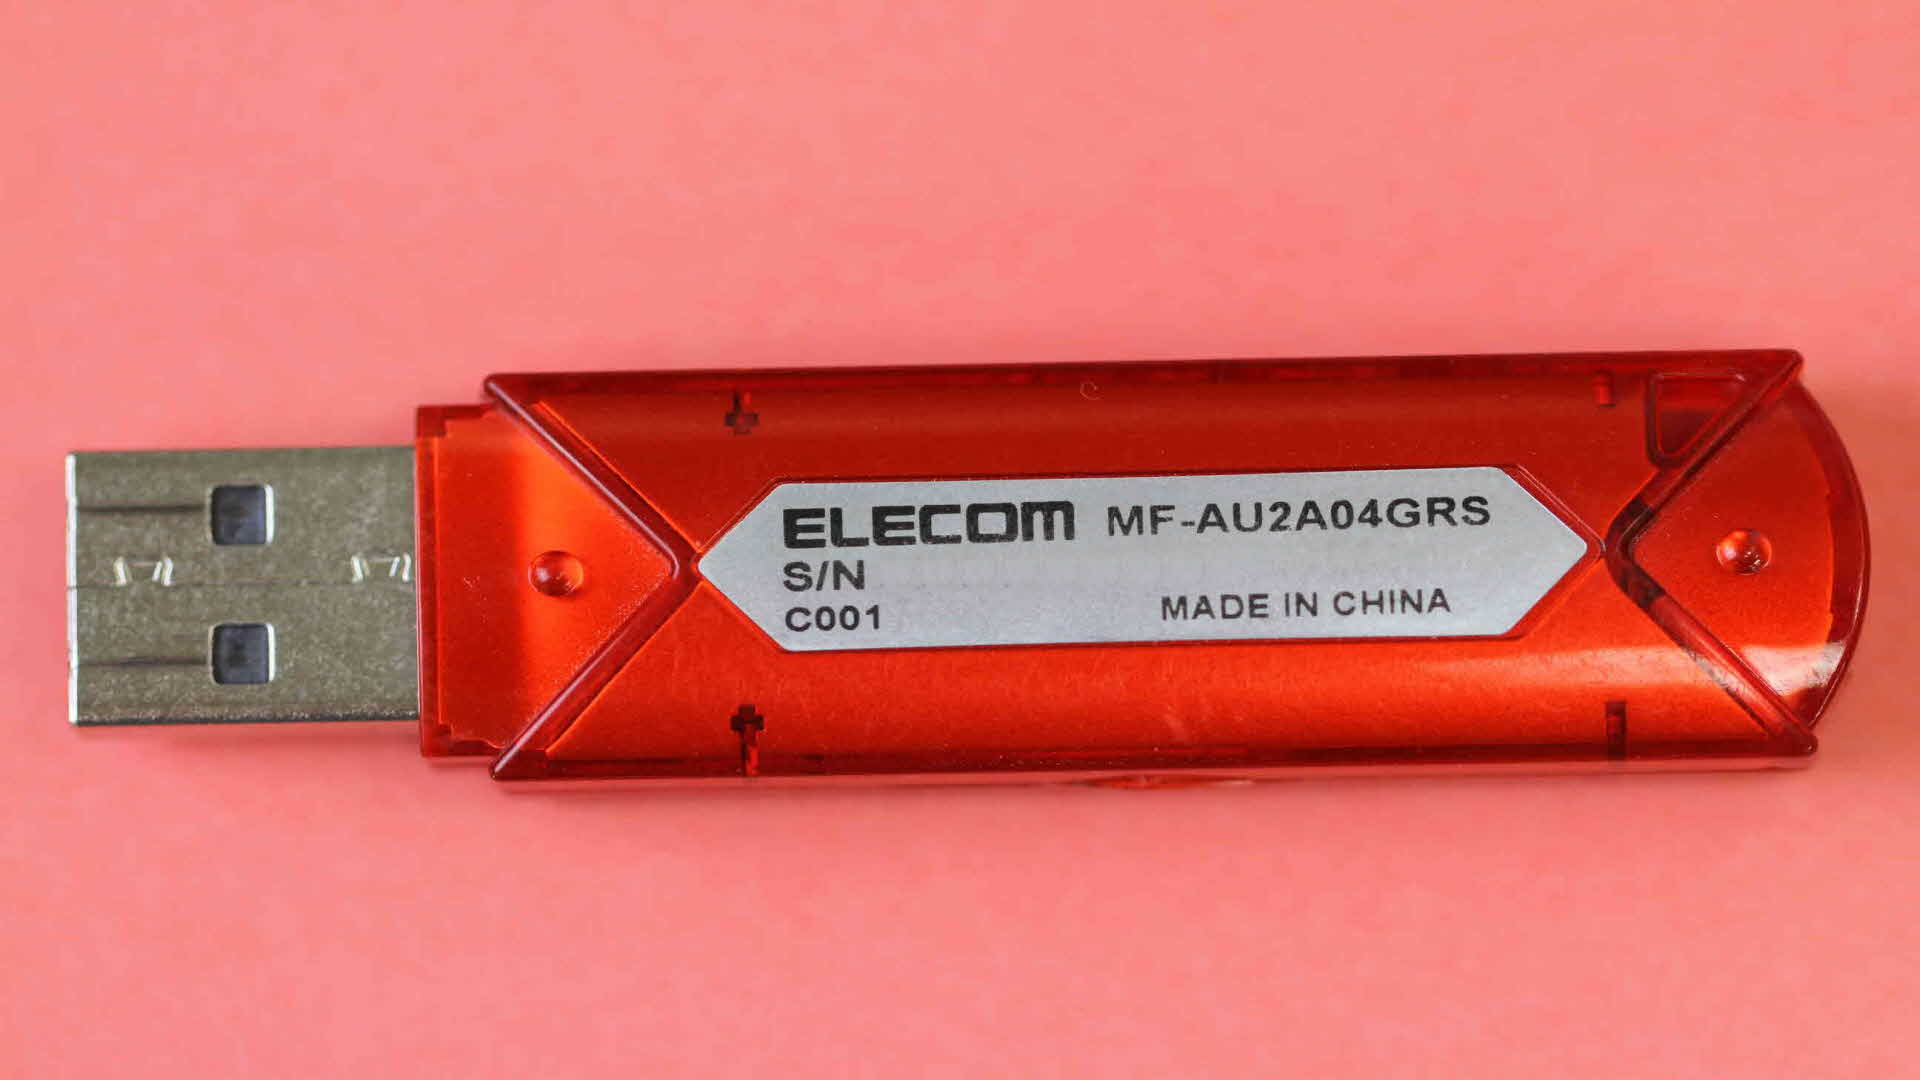 ELECOM MF-AU2A04GRS
S/N
C001 MADE IN CHINA